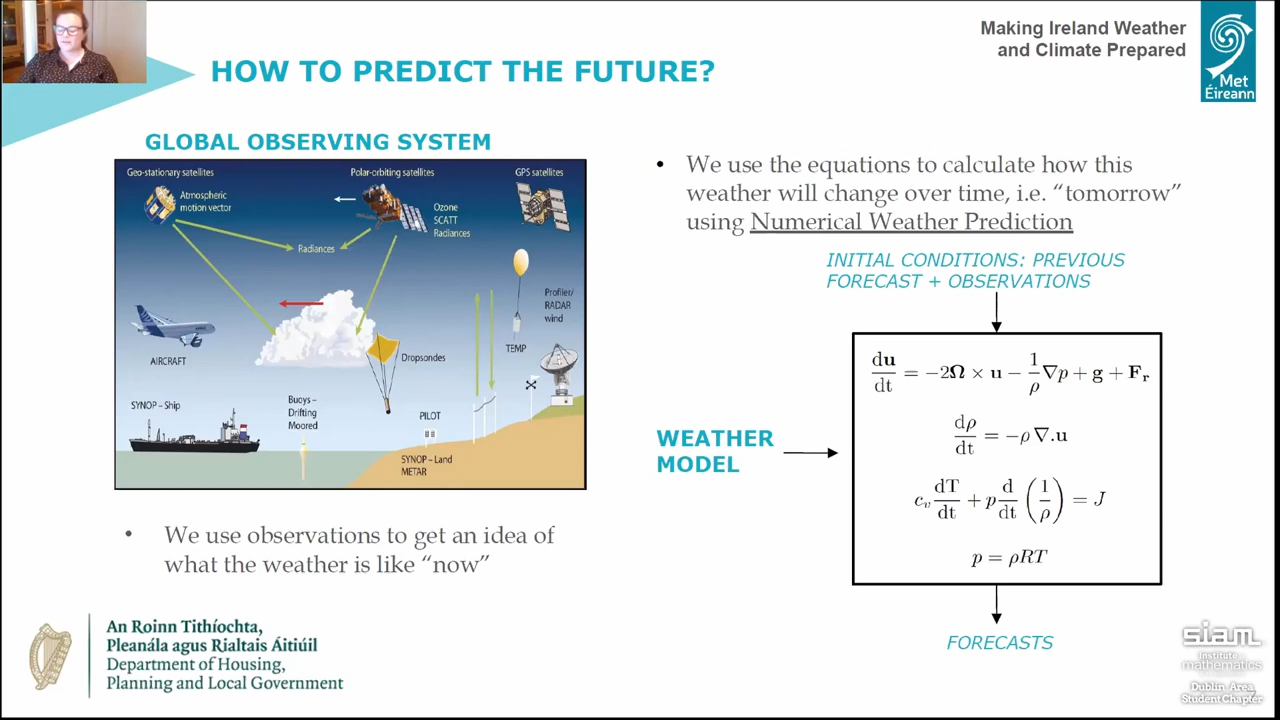 Making Ireland Weather
and Climate Prepared
Met
Éireann
HOW TO PREDICT THE FUTURE?
GLOBAL OBSERVING SYSTEM
Geo-stationary satellites
Polar-orbiting satellites
GPS satellites
Atmospheric
motion vector
Ozone
SCATT
Radiances
Radiances
Profiler/
RADAR
wind
TEMP
AIRCRAFT
Dropsondes
SYNOP – Ship
Buoys –
Drifting
Moored
PILOT
SYNOP – Land
METAR
• We use observations to get an idea of
what the weather is like “now”
• We use the equations to calculate how this
weather will change over time, i.e. “tomorrow”
using Numerical Weather Prediction
INITIAL CONDITIONS: PREVIOUS
FORECAST + OBSERVATIONS
WEATHER
MODEL
du/dt = −2Ω × u − 1/ρ ∇p + g + Fr
dρ/dt = −ρ ∇.u
cv dT/dt + p d/dt (1/ρ) = J
p = ρRT
FORECASTS
An Roinn Tithíochta,
Pleanála agus Rialtais Áitiúil
Department of Housing,
Planning and Local Government
siam
Institute
mathematics
Dublin Area
Student Chapter